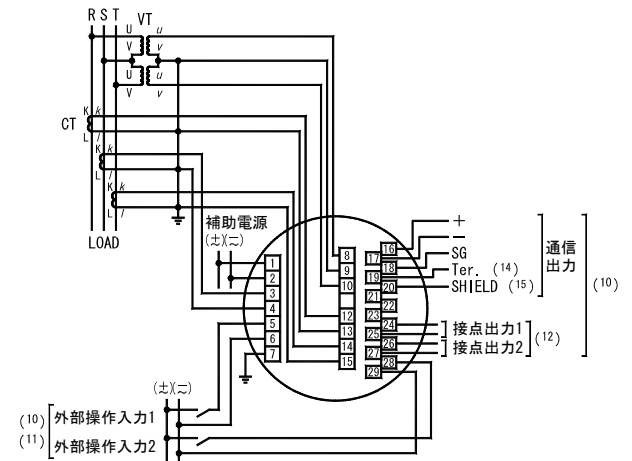 R S T
VT
U u
V v
U u
V v
K k
CT
L l
K k
L l
K k
L l
LOAD
補助電源
(±)(∓)
1
2
3
4
5
6
7
8
9
10
12
13
14
15
16
17
18
19
20
21
22
23
24
25
26
27
28
29
+
−
SG
Ter. (14)
SHIELD (15)
通信
出力
(10)
接点出力1
接点出力2
(12)
(±)(∓)
(10) 外部操作入力1
(11) 外部操作入力2